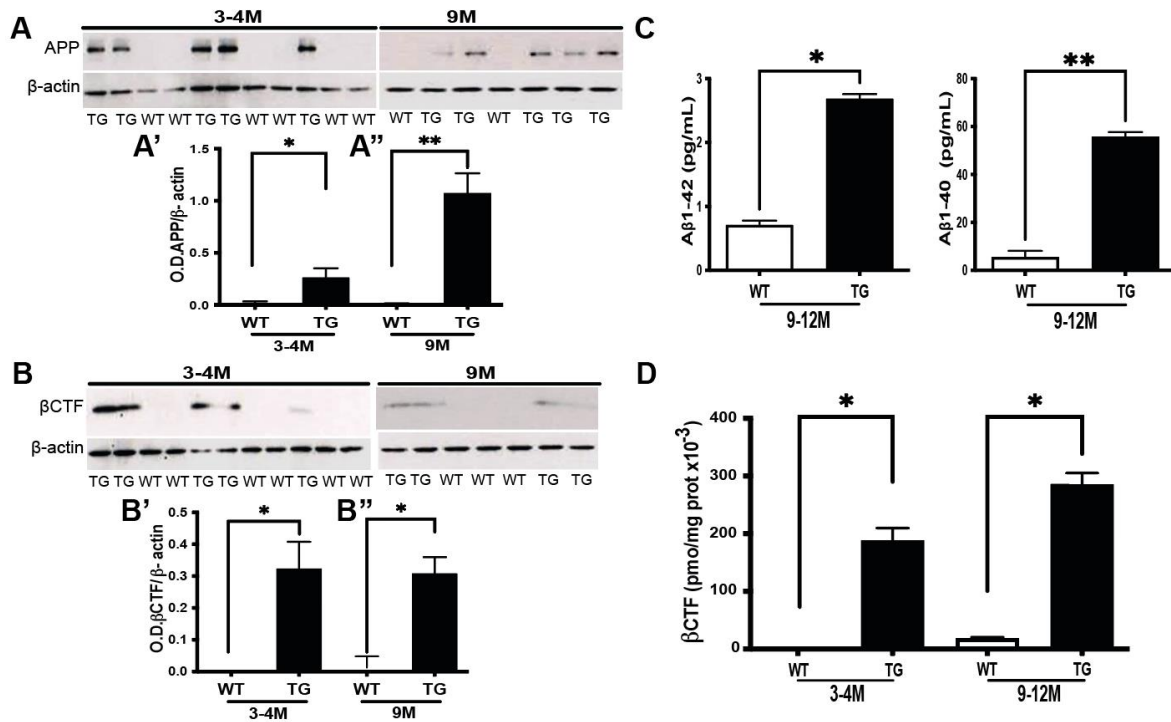 A
3-4M
9M
APP
β-actin
TG TG WT WT TG TG WT WT TG WT WT
WT TG TG WT TG TG TG
A'
A''
*
**
O.D.APP/β- actin
1.5
1.0
0.5
0.0
WT TG WT TG
3-4M
9M
B
3-4M
9M
βCTF
β-actin
TG TG WT WT TG TG WT WT TG WT WT
TG TG WT WT WT TG TG
B'
B''
*
*
O.D.βCTF/β- actin
0.5
0.4
0.3
0.2
0.1
0.0
WT TG WT TG
3-4M
9M
C
*
Aβ1-42 (pg/mL)
3
2
1
0
WT TG
9-12M
**
Aβ1-40 (pg/mL)
80
60
40
20
0
WT TG
9-12M
D
*
*
βCTF (pmo/mg prot x10⁻³)
400
300
200
100
0
WT TG WT TG
3-4M
9-12M